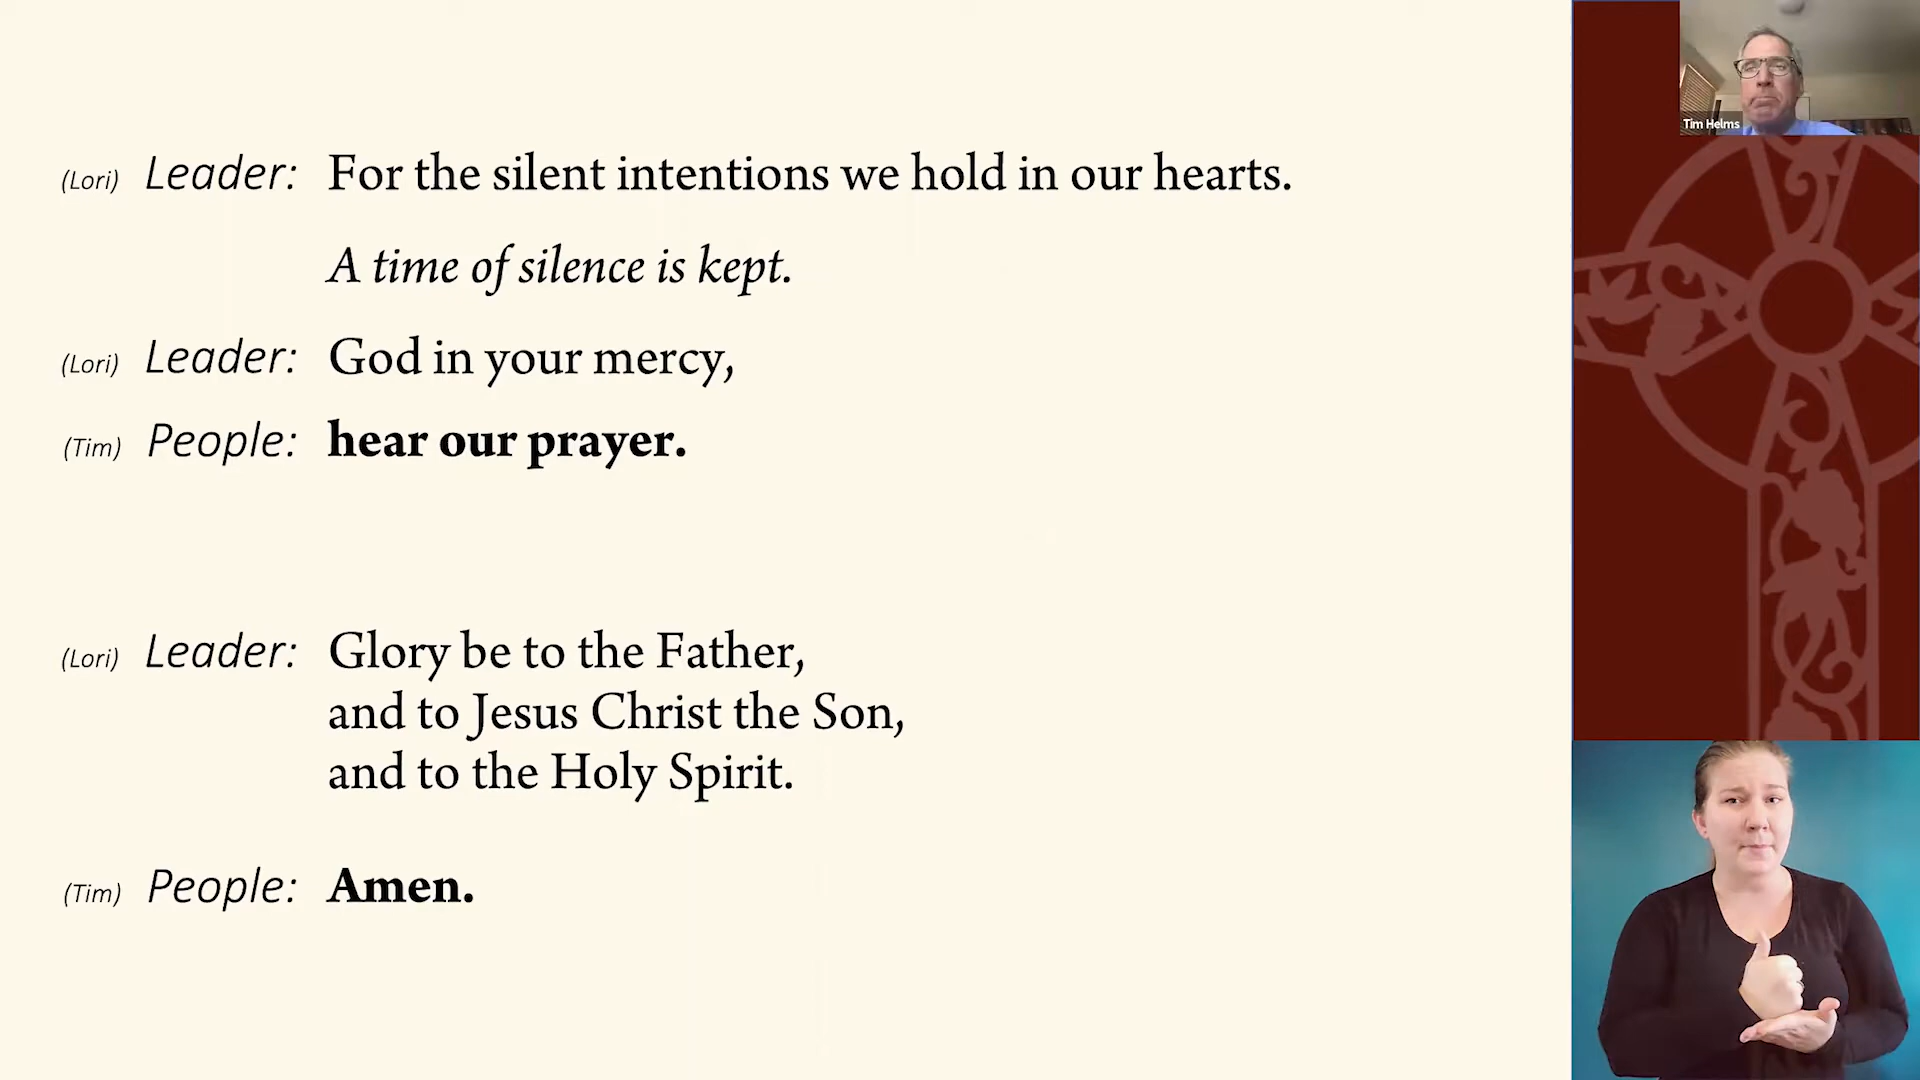 (Lori) Leader: For the silent intentions we hold in our hearts.
A time of silence is kept.
(Lori) Leader: God in your mercy,
(Tim) People: hear our prayer.
(Lori) Leader: Glory be to the Father,
and to Jesus Christ the Son,
and to the Holy Spirit.
(Tim) People: Amen.
Tim Helms